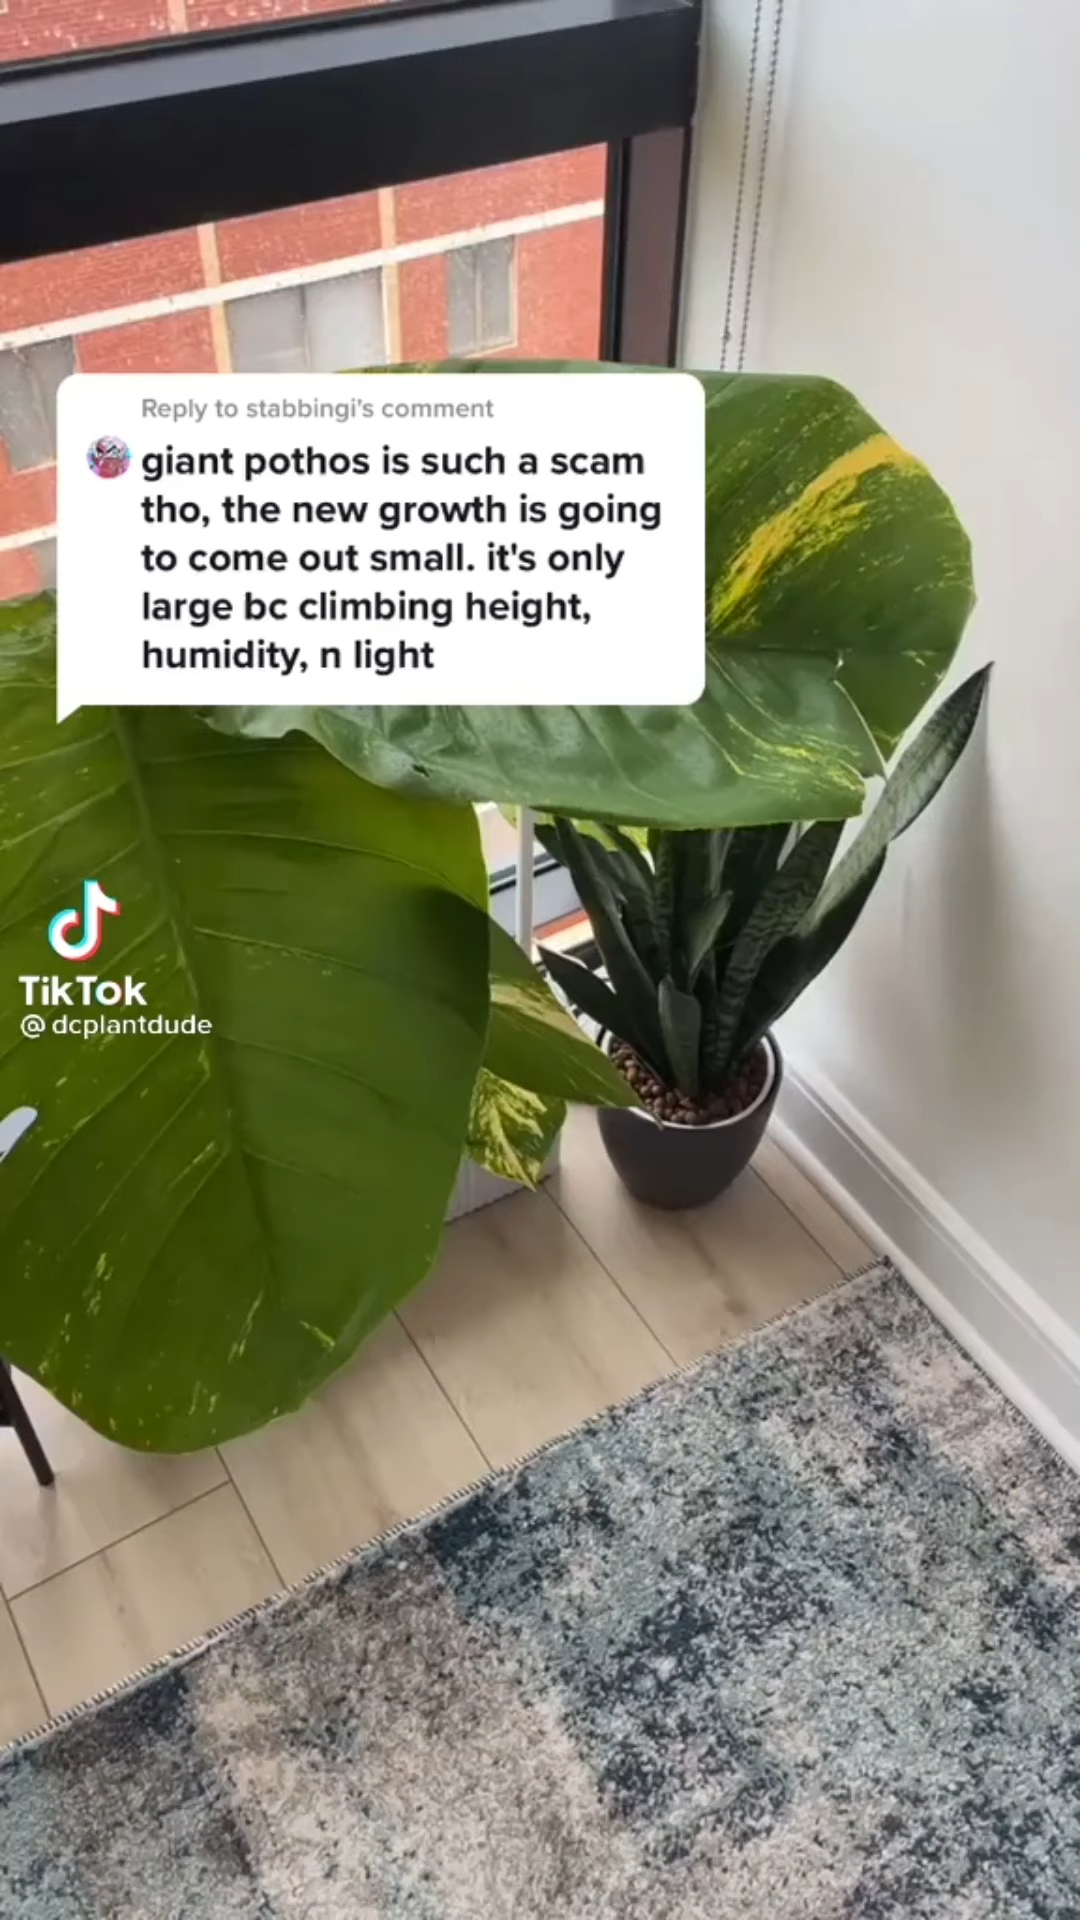 Reply to stabbingi's comment
giant pothos is such a scam
tho, the new growth is going
to come out small. it's only
large bc climbing height,
humidity, n light
TikTok
@dcplantdude